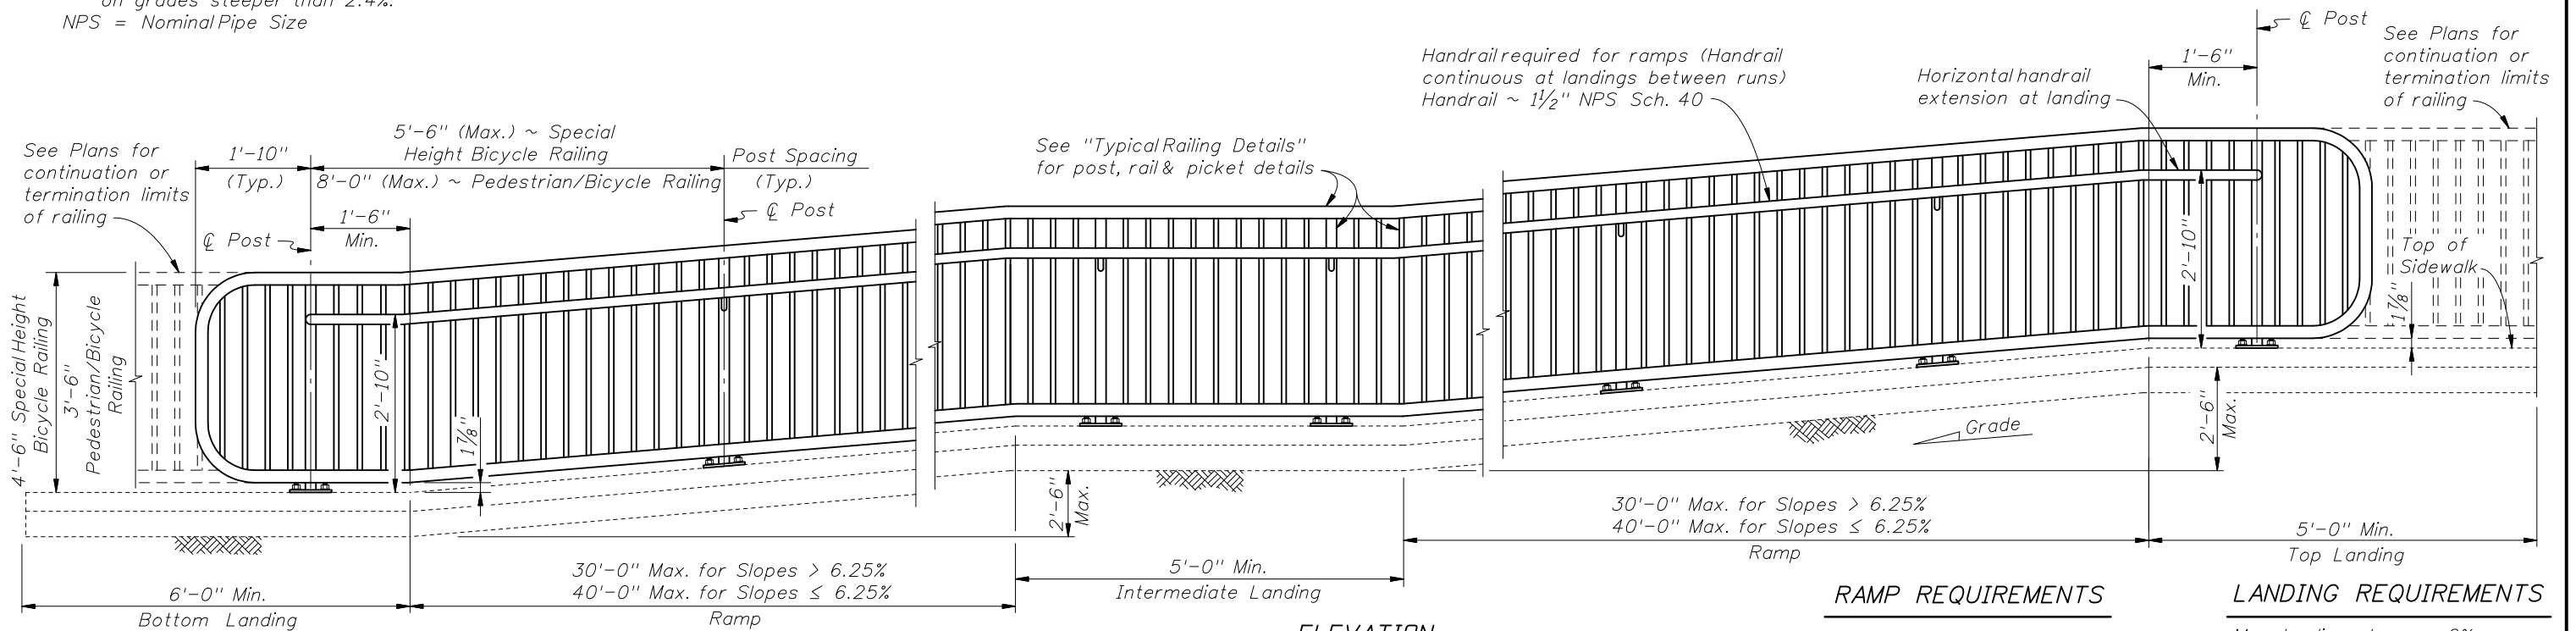 on grades steeper than 2.4%.
NPS = Nominal Pipe Size
See Plans for
continuation or
termination limits
of railing
1'-10"
(Typ.)
5'-6" (Max.) ~ Special
Height Bicycle Railing
8'-0" (Max.) ~ Pedestrian/Bicycle Railing
Post Spacing
(Typ.)
℄ Post
1'-6"
Min.
℄ Post
4'-6" Special Height
Bicycle Railing
3'-6"
Pedestrian/Bicycle
Railing
2'-10"
1⅞"
See "Typical Railing Details"
for post, rail & picket details
Handrail required for ramps (Handrail
continuous at landings between runs)
Handrail ~ 1½" NPS Sch. 40
Horizontal handrail
extension at landing
1'-6"
Min.
℄ Post
See Plans for
continuation or
termination limits
of railing
Top of
Sidewalk
2'-10"
1⅞"
2'-6"
Max.
Grade
2'-6"
Max.
30'-0" Max. for Slopes > 6.25%
40'-0" Max. for Slopes ≤ 6.25%
Ramp
5'-0" Min.
Top Landing
5'-0" Min.
Intermediate Landing
30'-0" Max. for Slopes > 6.25%
40'-0" Max. for Slopes ≤ 6.25%
Ramp
6'-0" Min.
Bottom Landing
RAMP REQUIREMENTS
LANDING REQUIREMENTS
ELEVATION